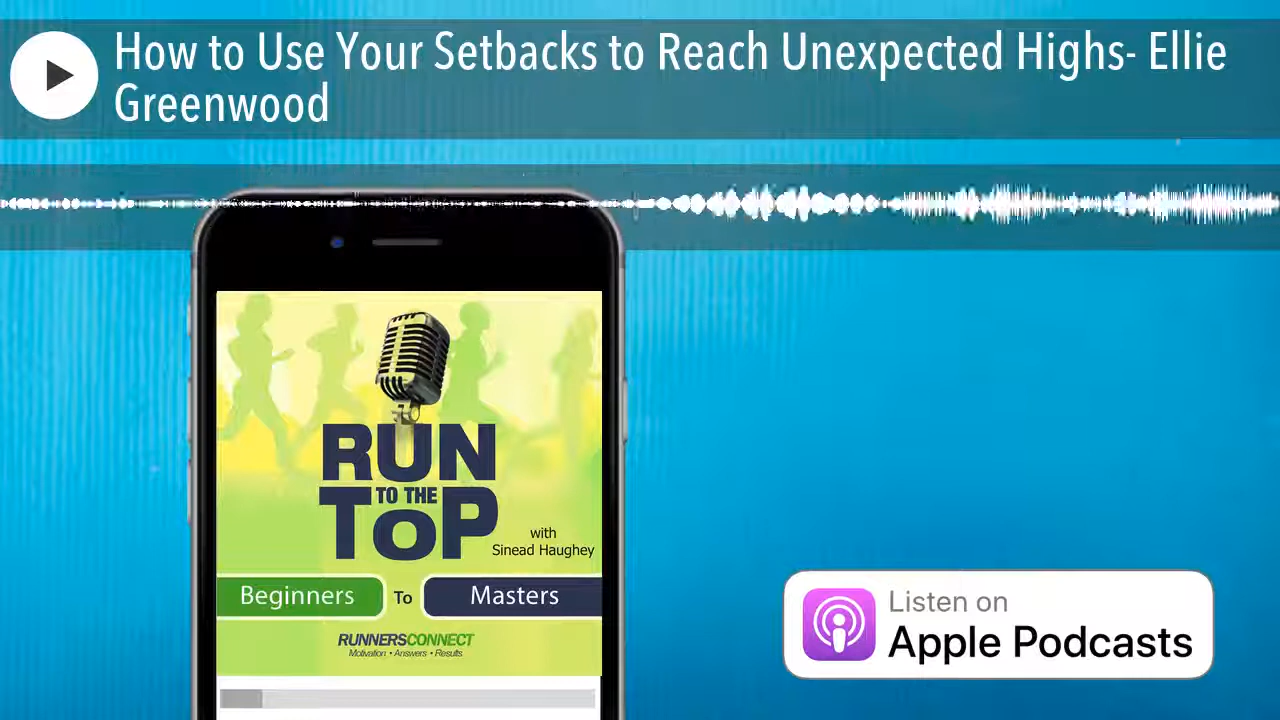 How to Use Your Setbacks to Reach Unexpected Highs- Ellie
Greenwood
RUN
TO THE
ToP
with
Sinead Haughey
Beginners To Masters
RUNNERSCONNECT
Motivation • Answers • Results
Listen on
Apple Podcasts